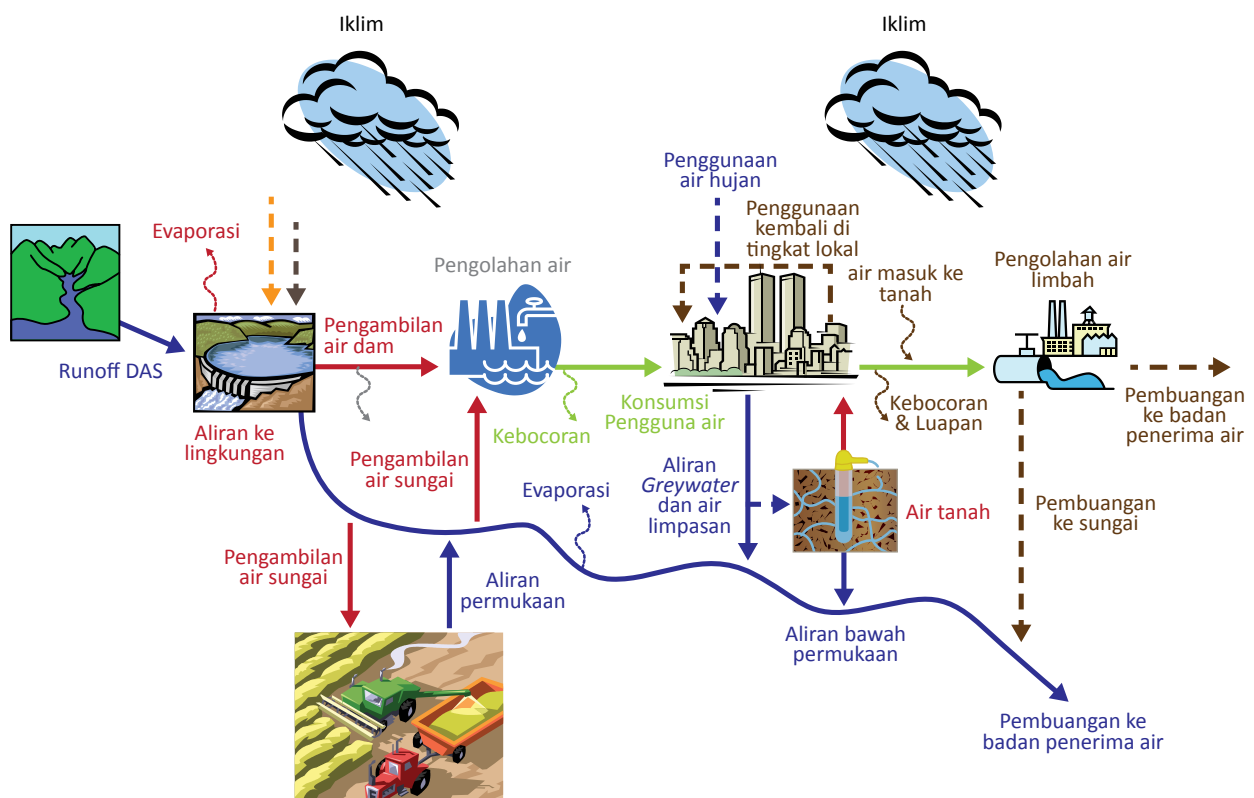 Iklim
Iklim
Penggunaan
air hujan
Evaporasi
Penggunaan
kembali di
tingkat lokal
Pengolahan air
air masuk ke
tanah
Pengolahan air
limbah
Runoff DAS
Pengambilan
air dam
Kebocoran
Konsumsi
Pengguna air
Kebocoran
& Luapan
Pembuangan
ke badan
penerima air
Aliran ke
lingkungan
Pengambilan
air sungai
Evaporasi
Aliran
Greywater
dan air
limpasan
Air tanah
Pembuangan
ke sungai
Pengambilan
air sungai
Aliran
permukaan
Aliran bawah
permukaan
Pembuangan ke
badan penerima air